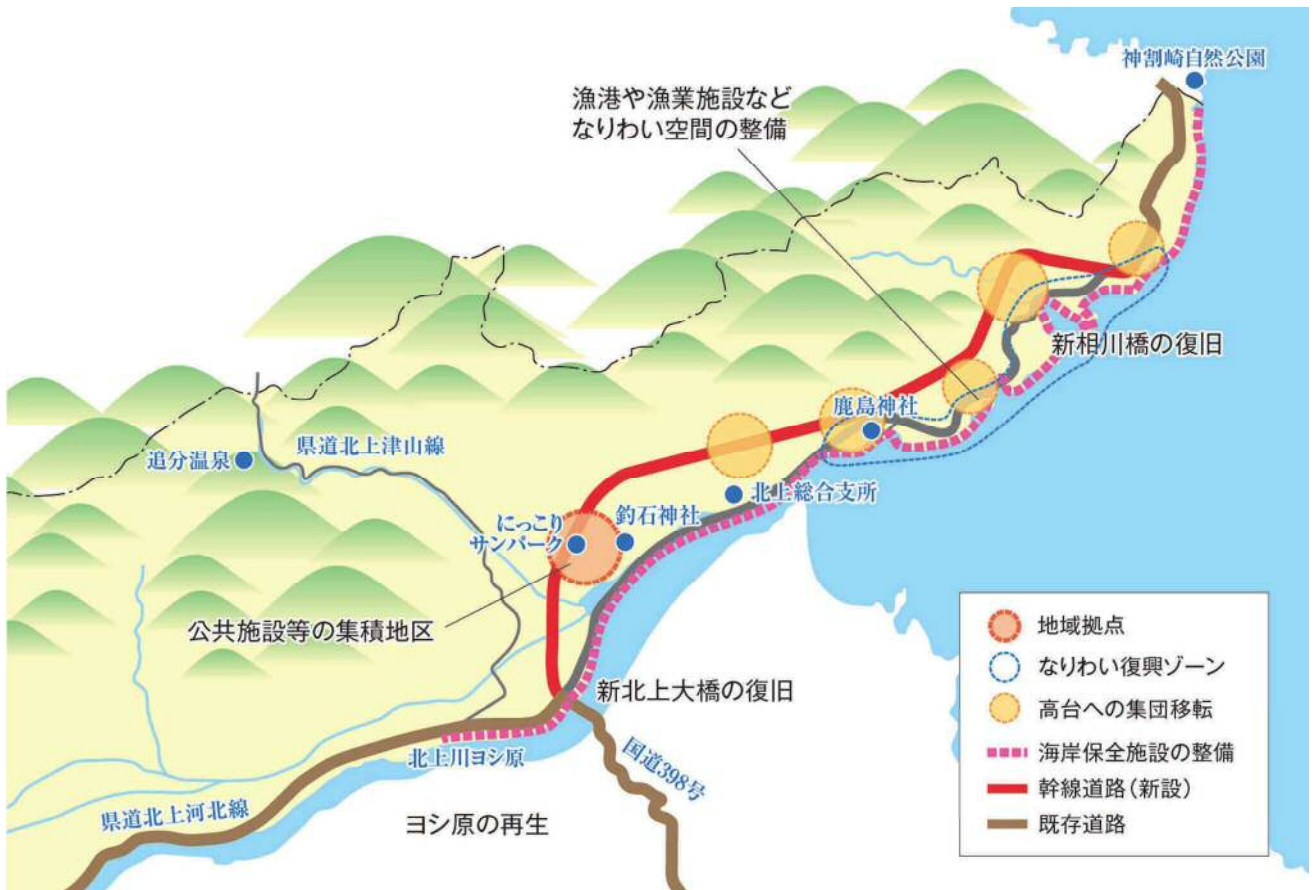 神割崎自然公園
漁港や漁業施設など
なりわい空間の整備
新相川橋の復旧
鹿島神社
県道北上津山線
追分温泉
北上総合支所
釣石神社
にっこり
サンパーク
公共施設等の集積地区
新北上大橋の復旧
北上川ヨシ原
国道398号
県道北上河北線
ヨシ原の再生
地域拠点
なりわい復興ゾーン
高台への集団移転
海岸保全施設の整備
幹線道路（新設）
既存道路